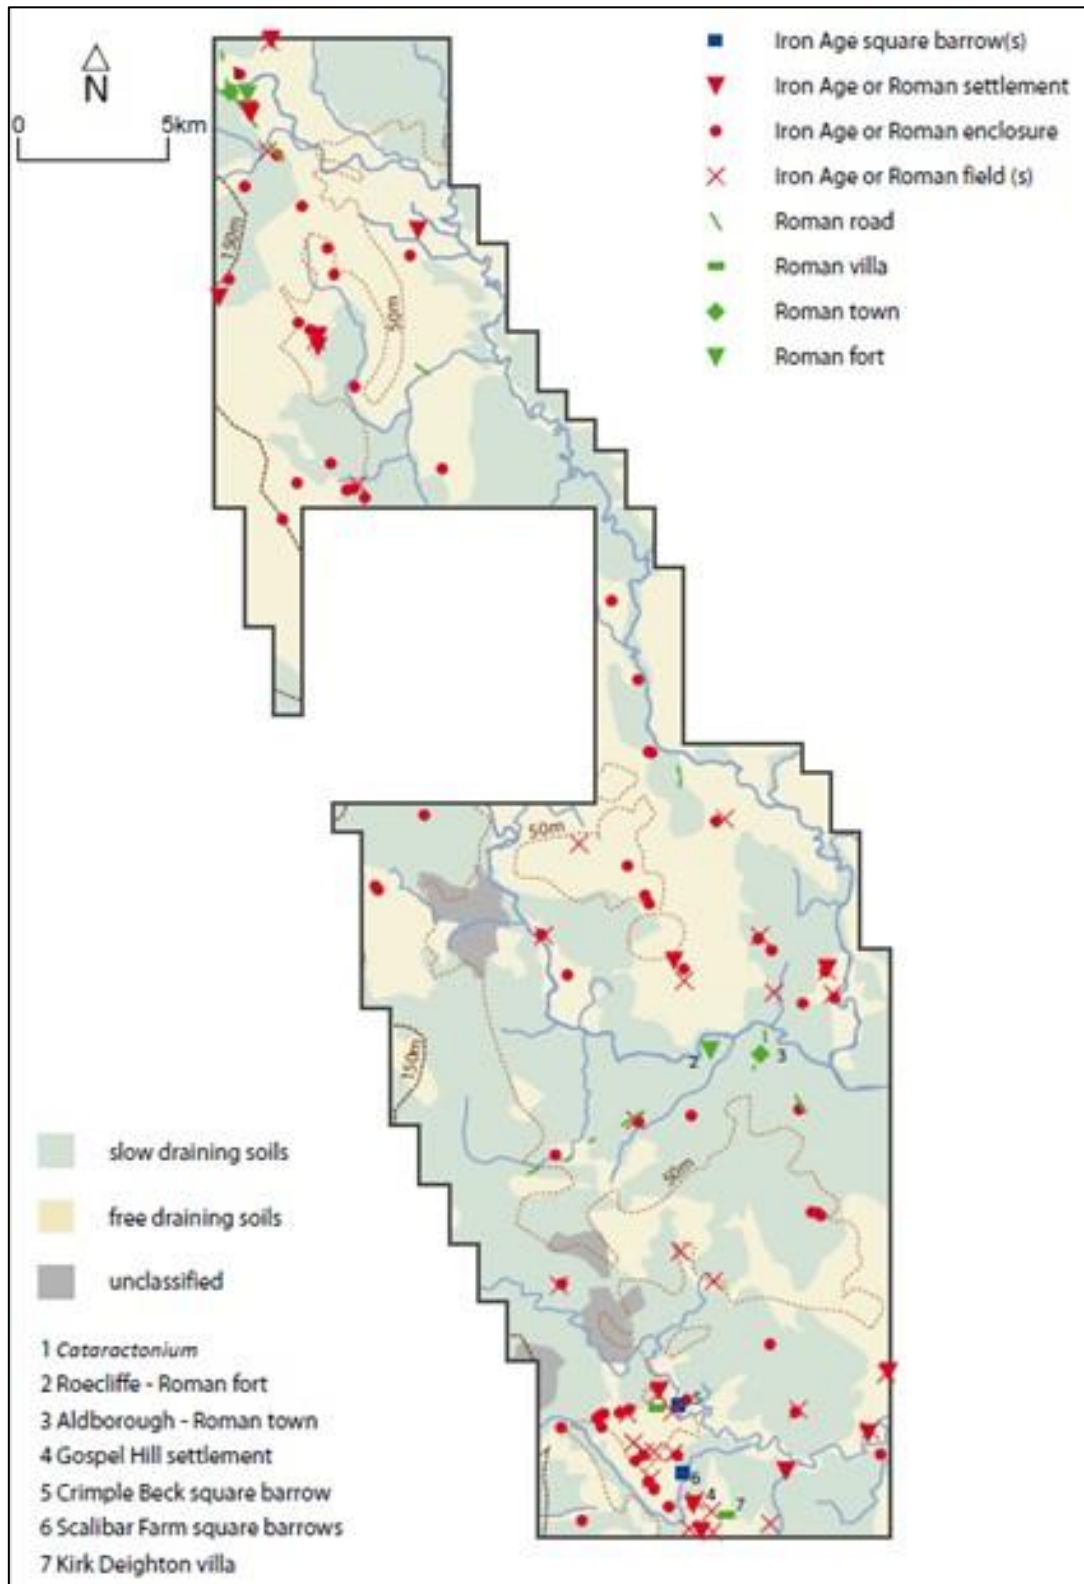 N
0 5km
Iron Age square barrow(s)
Iron Age or Roman settlement
Iron Age or Roman enclosure
Iron Age or Roman field (s)
Roman road
Roman villa
Roman town
Roman fort
150m
50m
50m
150m
1
2
3
50m
5
6
4
7
slow draining soils
free draining soils
unclassified
1 Cataractonium
2 Roecliffe - Roman fort
3 Aldborough - Roman town
4 Gospel Hill settlement
5 Crimple Beck square barrow
6 Scalibar Farm square barrows
7 Kirk Deighton villa